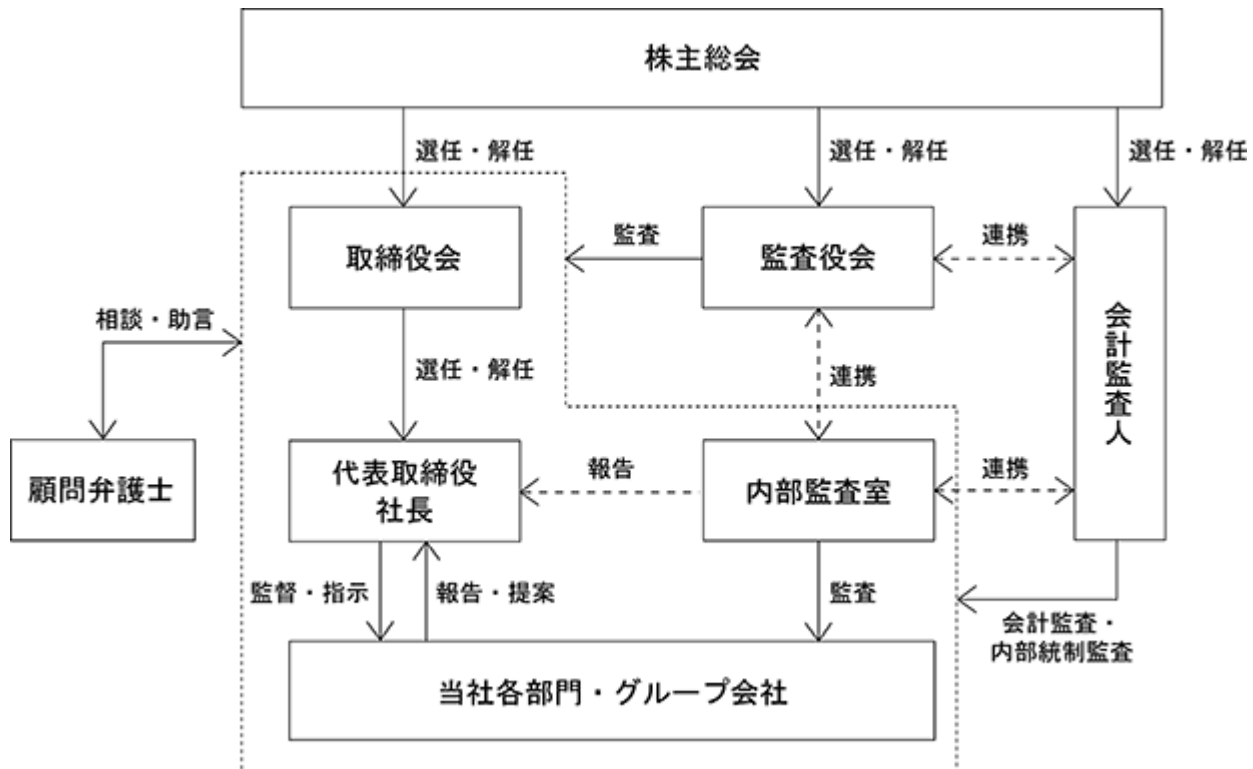 株主総会
選任・解任
選任・解任
選任・解任
取締役会
監査
監査役会
連携
会計監査人
相談・助言
選任・解任
連携
顧問弁護士
代表取締役
社長
報告
内部監査室
連携
監督・指示
報告・提案
監査
会計監査・
内部統制監査
当社各部門・グループ会社